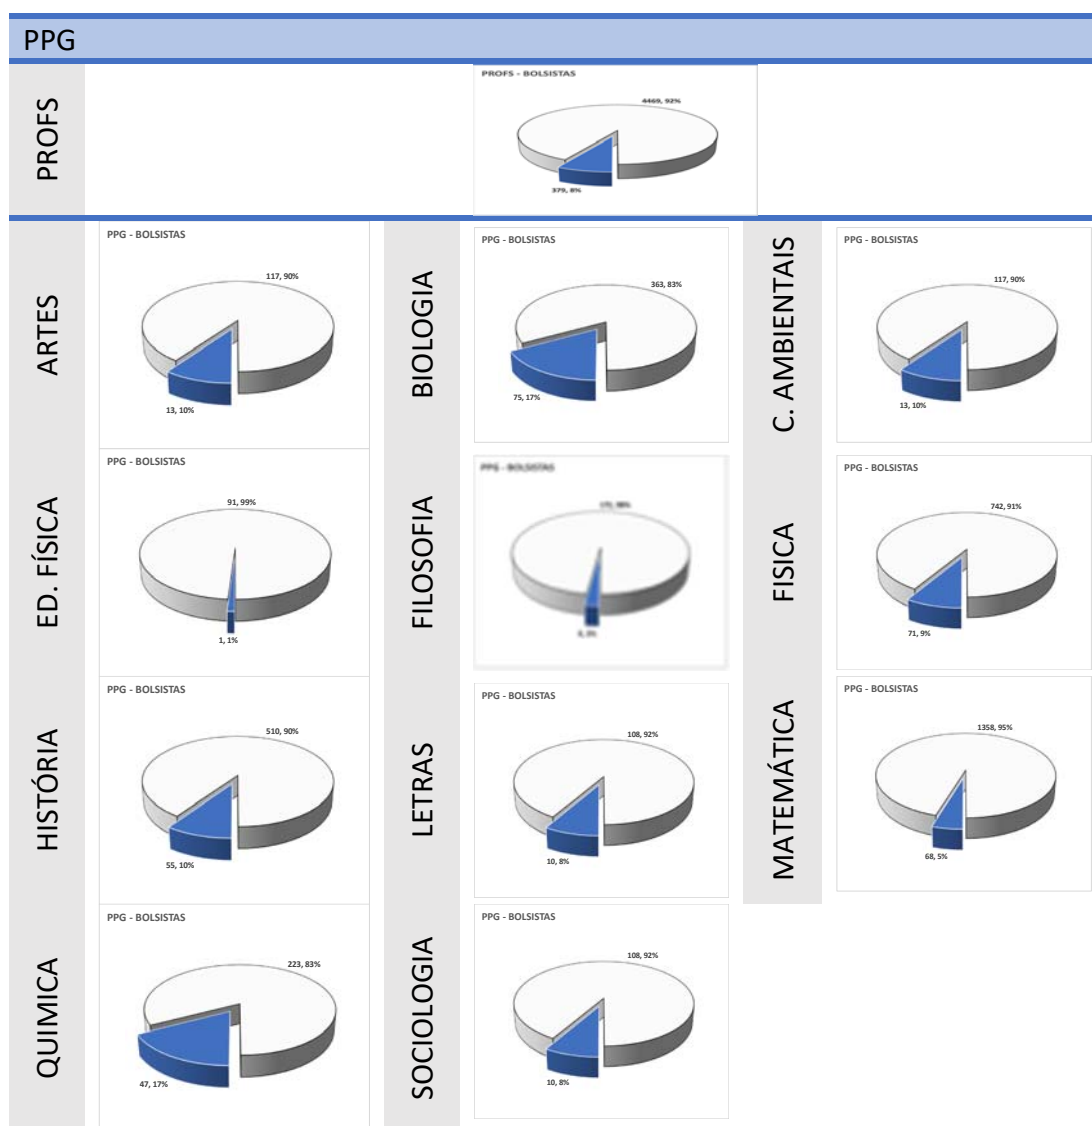 PPG
PROFS
PROFS - BOLSISTAS
4469, 92%
379, 8%
ARTES
PPG - BOLSISTAS
117, 90%
13, 10%
BIOLOGIA
PPG - BOLSISTAS
363, 83%
75, 17%
C. AMBIENTAIS
PPG - BOLSISTAS
117, 90%
13, 10%
ED. FÍSICA
PPG - BOLSISTAS
91, 99%
1, 1%
FILOSOFIA
PPG - BOLSISTAS
FISICA
PPG - BOLSISTAS
742, 91%
71, 9%
HISTÓRIA
PPG - BOLSISTAS
510, 90%
55, 10%
LETRAS
PPG - BOLSISTAS
108, 92%
10, 8%
MATEMÁTICA
PPG - BOLSISTAS
1358, 95%
68, 5%
QUIMICA
PPG - BOLSISTAS
223, 83%
47, 17%
SOCIOLOGIA
PPG - BOLSISTAS
108, 92%
10, 8%